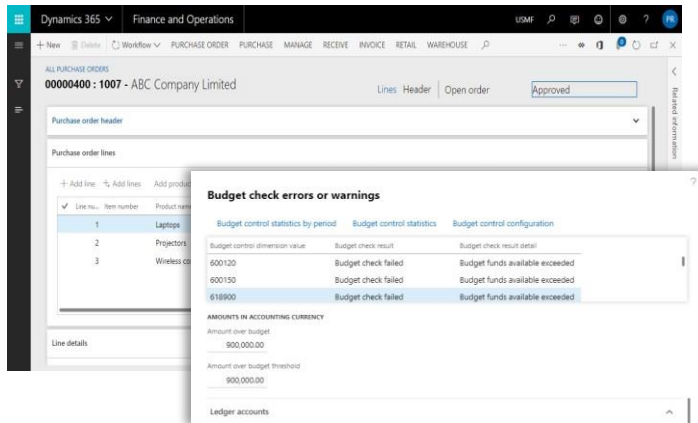 Dynamics 365 Finance and Operations USMF ? PR
+ New Delete Workflow PURCHASE ORDER PURCHASE MANAGE RECEIVE INVOICE RETAIL WAREHOUSE ... 0
ALL PURCHASE ORDERS
00000400 : 1007 - ABC Company Limited
Lines Header Open order Approved
Related information
Purchase order header
Purchase order lines
+ Add line Add lines Add produc
Line nu... Item number Product name
1 Laptops
2 Projectors
3 Wireless co
Line details
?
Budget check errors or warnings
Budget control statistics by period Budget control statistics Budget control configuration
Budget control dimension value Budget check result Budget check result detail
600120 Budget check failed Budget funds available exceeded
600150 Budget check failed Budget funds available exceeded
618900 Budget check failed Budget funds available exceeded
AMOUNTS IN ACCOUNTING CURRENCY
Amount over budget
900,000.00
Amount over budget threshold
900,000.00
Ledger accounts